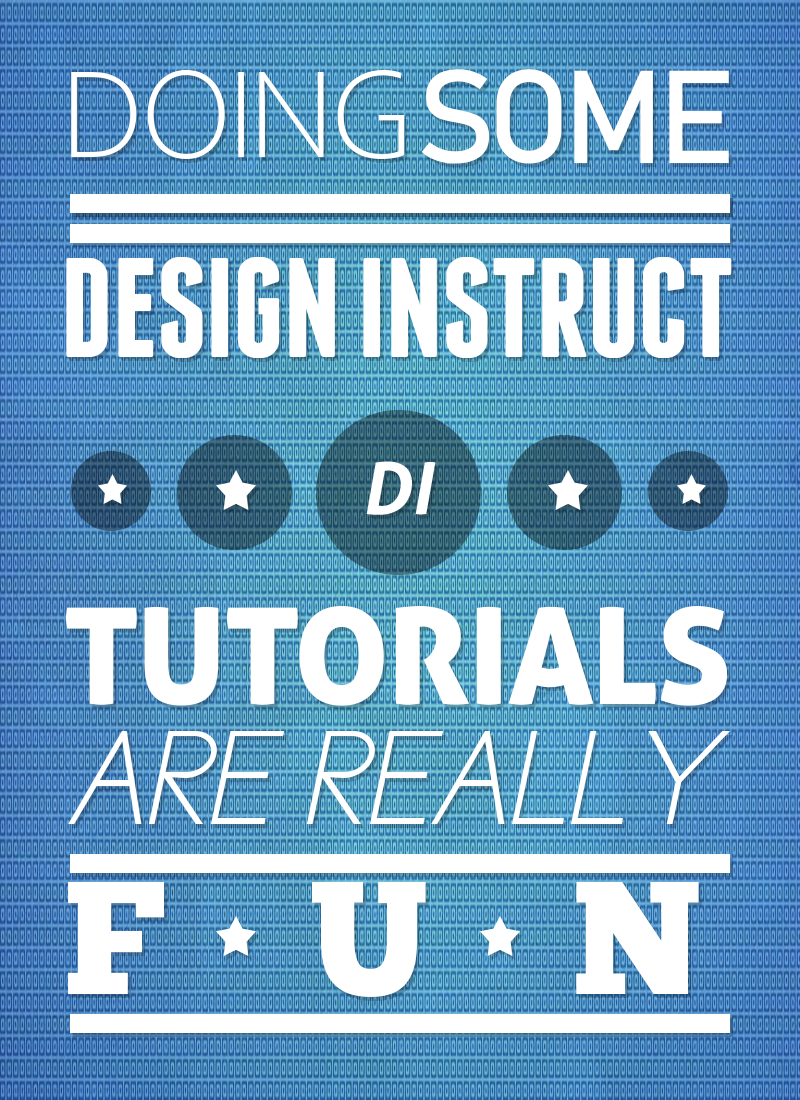 DOING SOME
DESIGN INSTRUCT
DI
TUTORIALS
ARE REALLY
F U N